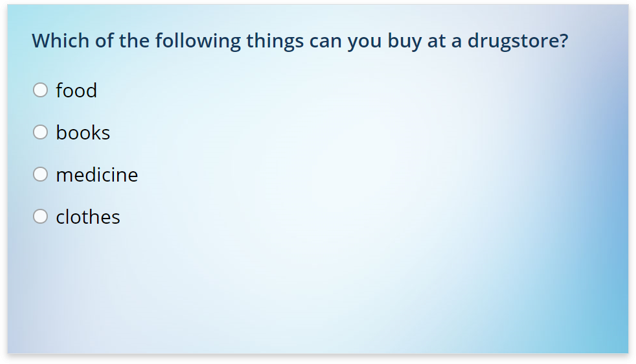 Which of the following things can you buy at a drugstore?
food
books
medicine
clothes